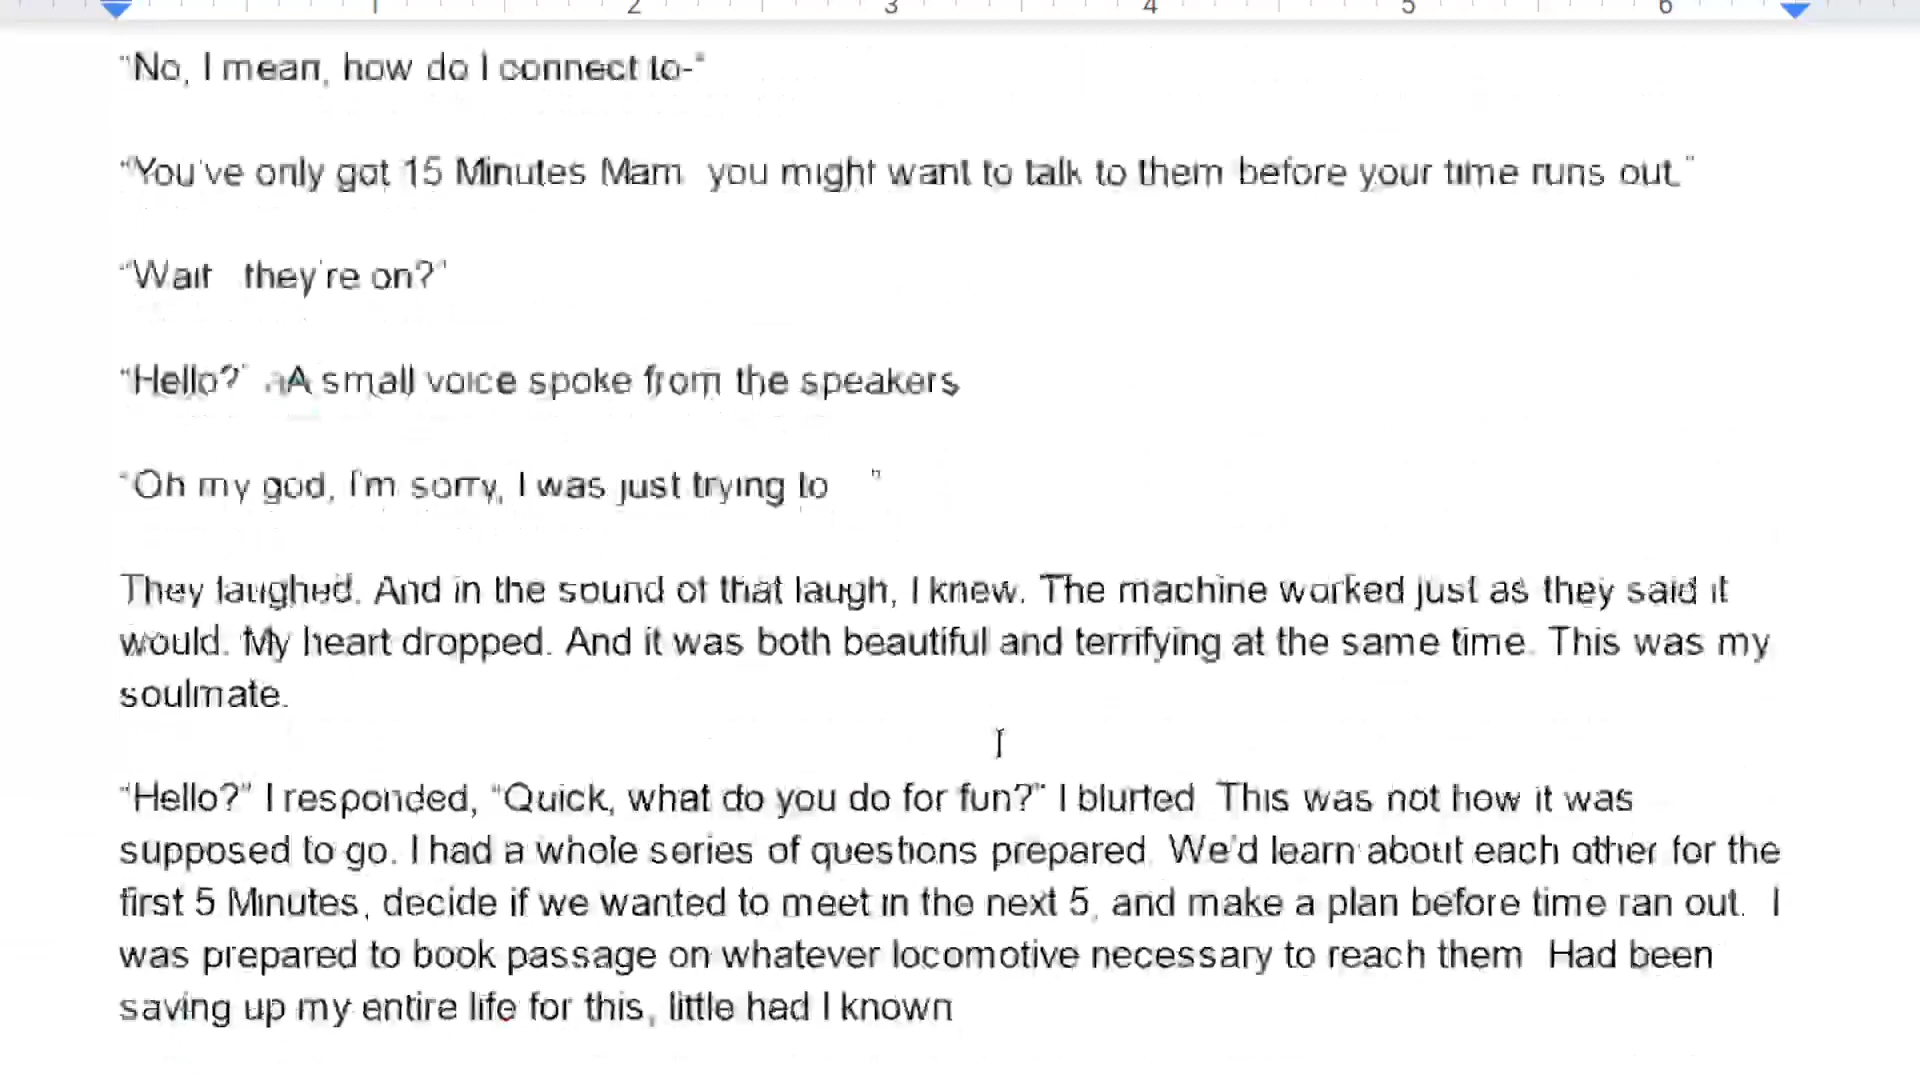 1 2 3 4 5 6
"No, I mean, how do I connect to-"
"You've only got 15 Minutes Mam you might want to talk to them before your time runs out."
"Wait they're on?"
"Hello?" A small voice spoke from the speakers
"Oh my god, I'm sorry, I was just trying to "
They laughed. And in the sound of that laugh, I knew. The machine worked just as they said it
would. My heart dropped. And it was both beautiful and terrifying at the same time. This was my
soulmate.
"Hello?" I responded, "Quick, what do you do for fun?" I blurted This was not how it was
supposed to go. I had a whole series of questions prepared We'd learn about each other for the
first 5 Minutes, decide if we wanted to meet in the next 5, and make a plan before time ran out. I
was prepared to book passage on whatever locomotive necessary to reach them Had been
saving up my entire life for this, little had I known